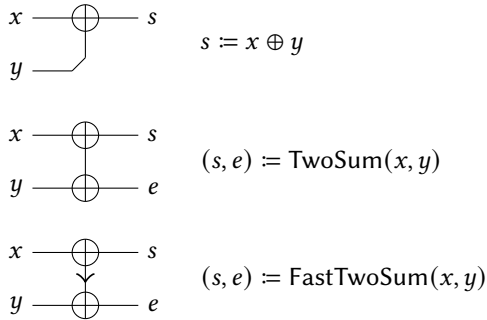 x s
y
s := x ⊕ y
x s
y e
(s, e) := TwoSum(x, y)
x s
y e
(s, e) := FastTwoSum(x, y)